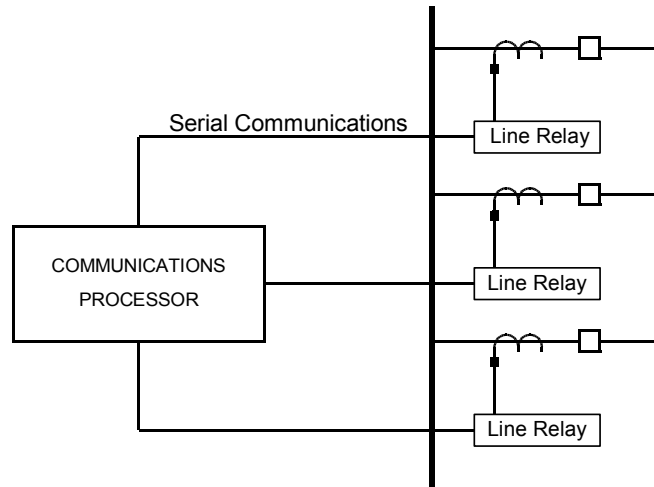 Serial Communications
Line Relay
COMMUNICATIONS
PROCESSOR
Line Relay
Line Relay